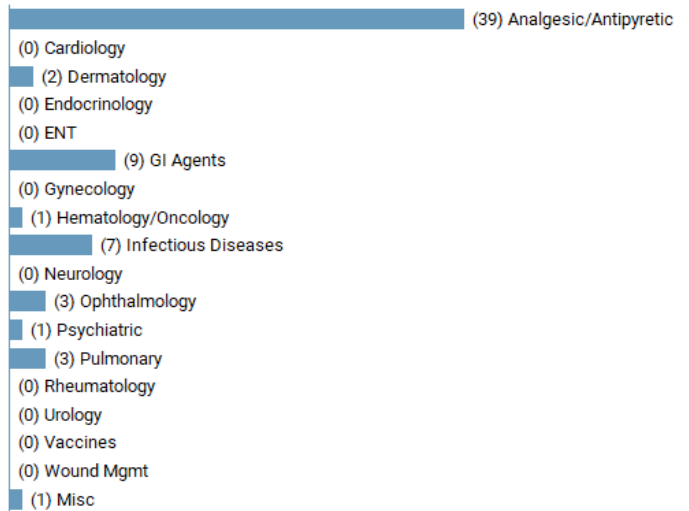 (39) Analgesic/Antipyretic
(0) Cardiology
(2) Dermatology
(0) Endocrinology
(0) ENT
(9) GI Agents
(0) Gynecology
(1) Hematology/Oncology
(7) Infectious Diseases
(0) Neurology
(3) Ophthalmology
(1) Psychiatric
(3) Pulmonary
(0) Rheumatology
(0) Urology
(0) Vaccines
(0) Wound Mgmt
(1) Misc